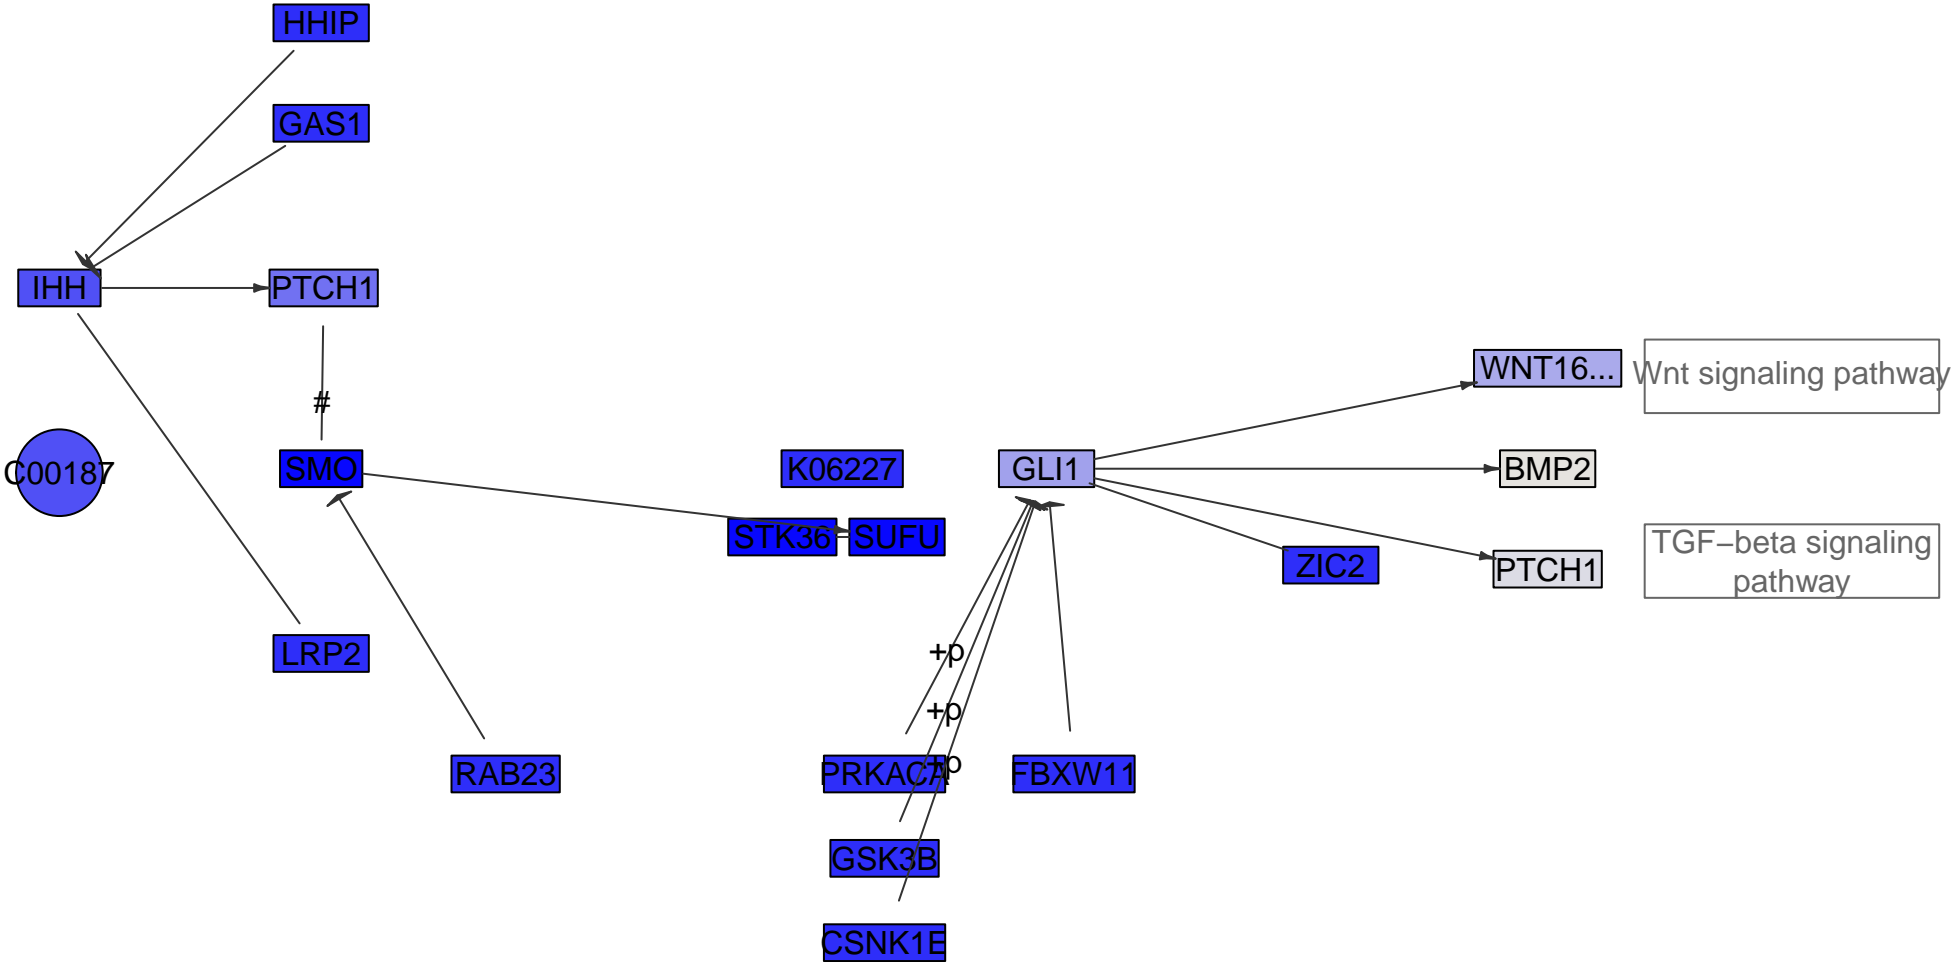 HHIP
GAS1
IHH
PTCH1
WNT16...
Wnt signaling pathway
#
C00187
SMO
K06227
GLI1
BMP2
STK36
SUFU
ZIC2
PTCH1
TGF−beta signaling
pathway
LRP2
+p
+p
+p
RAB23
PRKACA
FBXW11
GSK3B
CSNK1E